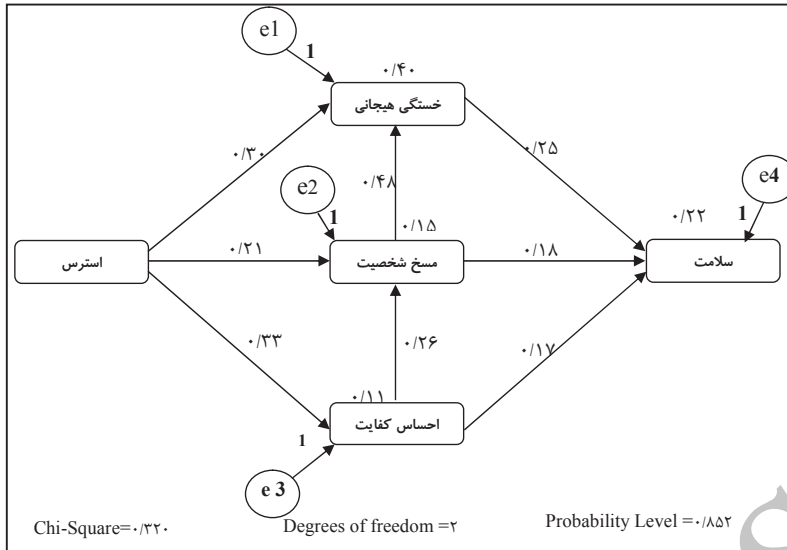 e1
1
۰/۴۰
خستگی هیجانی
۰/۳۰
۰/۲۵
۰/۴۸
e2
1
e4
1
۰/۱۵
۰/۲۲
استرس
۰/۲۱
مسخ شخصیت
۰/۱۸
سلامت
۰/۳۳
۰/۲۶
۰/۱۷
۰/۱۱
احساس کفایت
1
e 3
Chi-Square=۰/۳۲۰ Degrees of freedom =۲ Probability Level =۰/۸۵۲